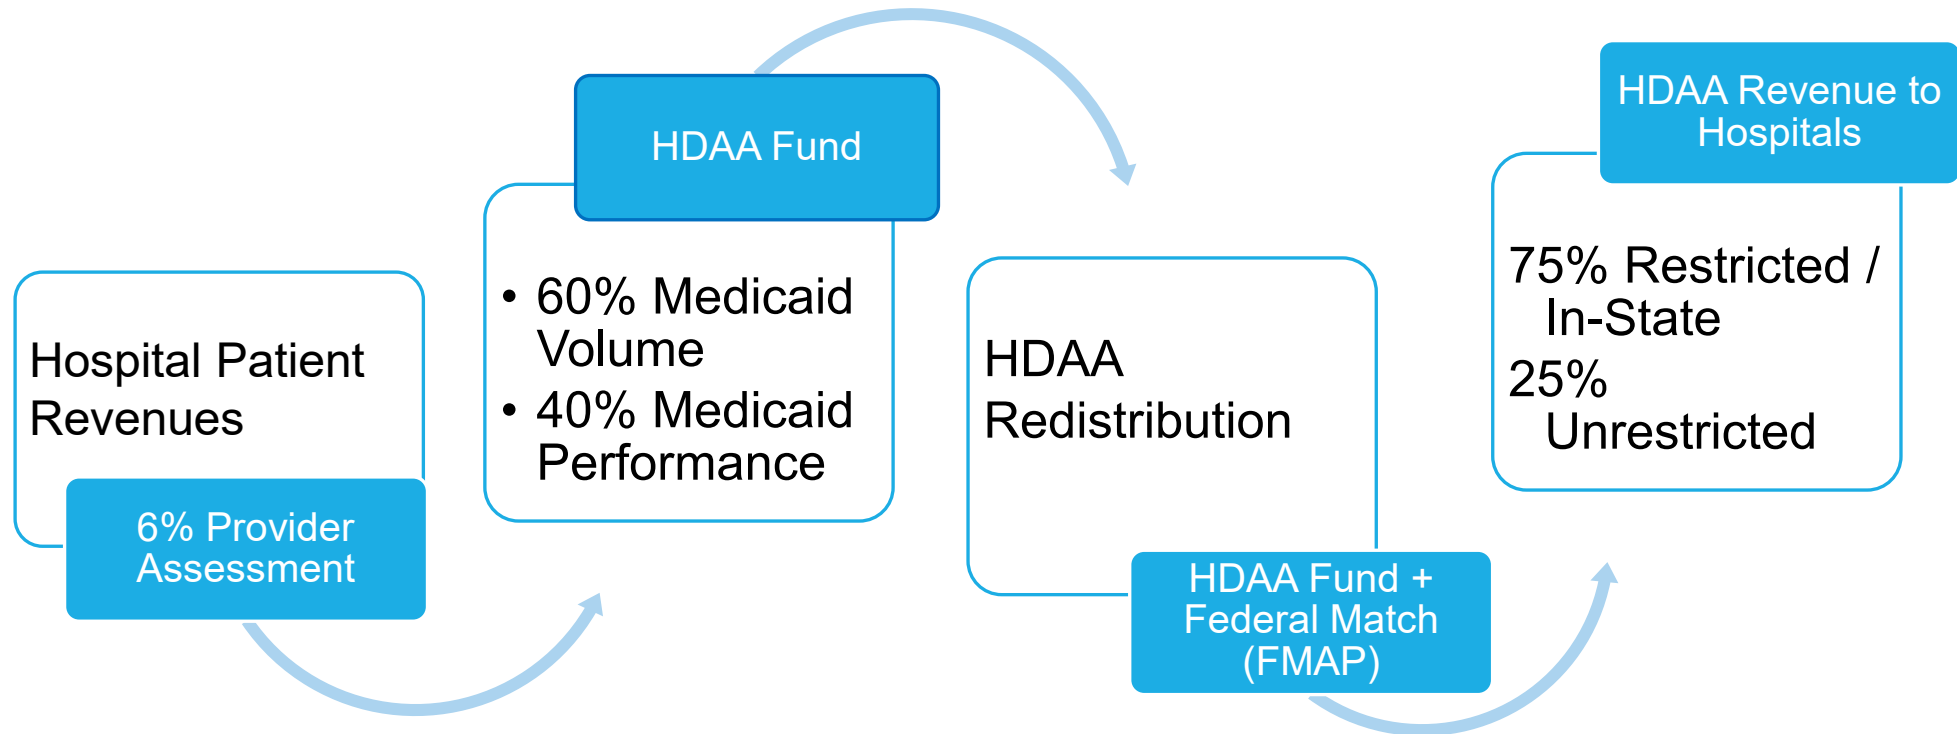 Hospital Patient
Revenues
6% Provider
Assessment
HDAA Fund
• 60% Medicaid
Volume
• 40% Medicaid
Performance
HDAA
Redistribution
HDAA Fund +
Federal Match
(FMAP)
HDAA Revenue to
Hospitals
75% Restricted /
In-State
25%
Unrestricted